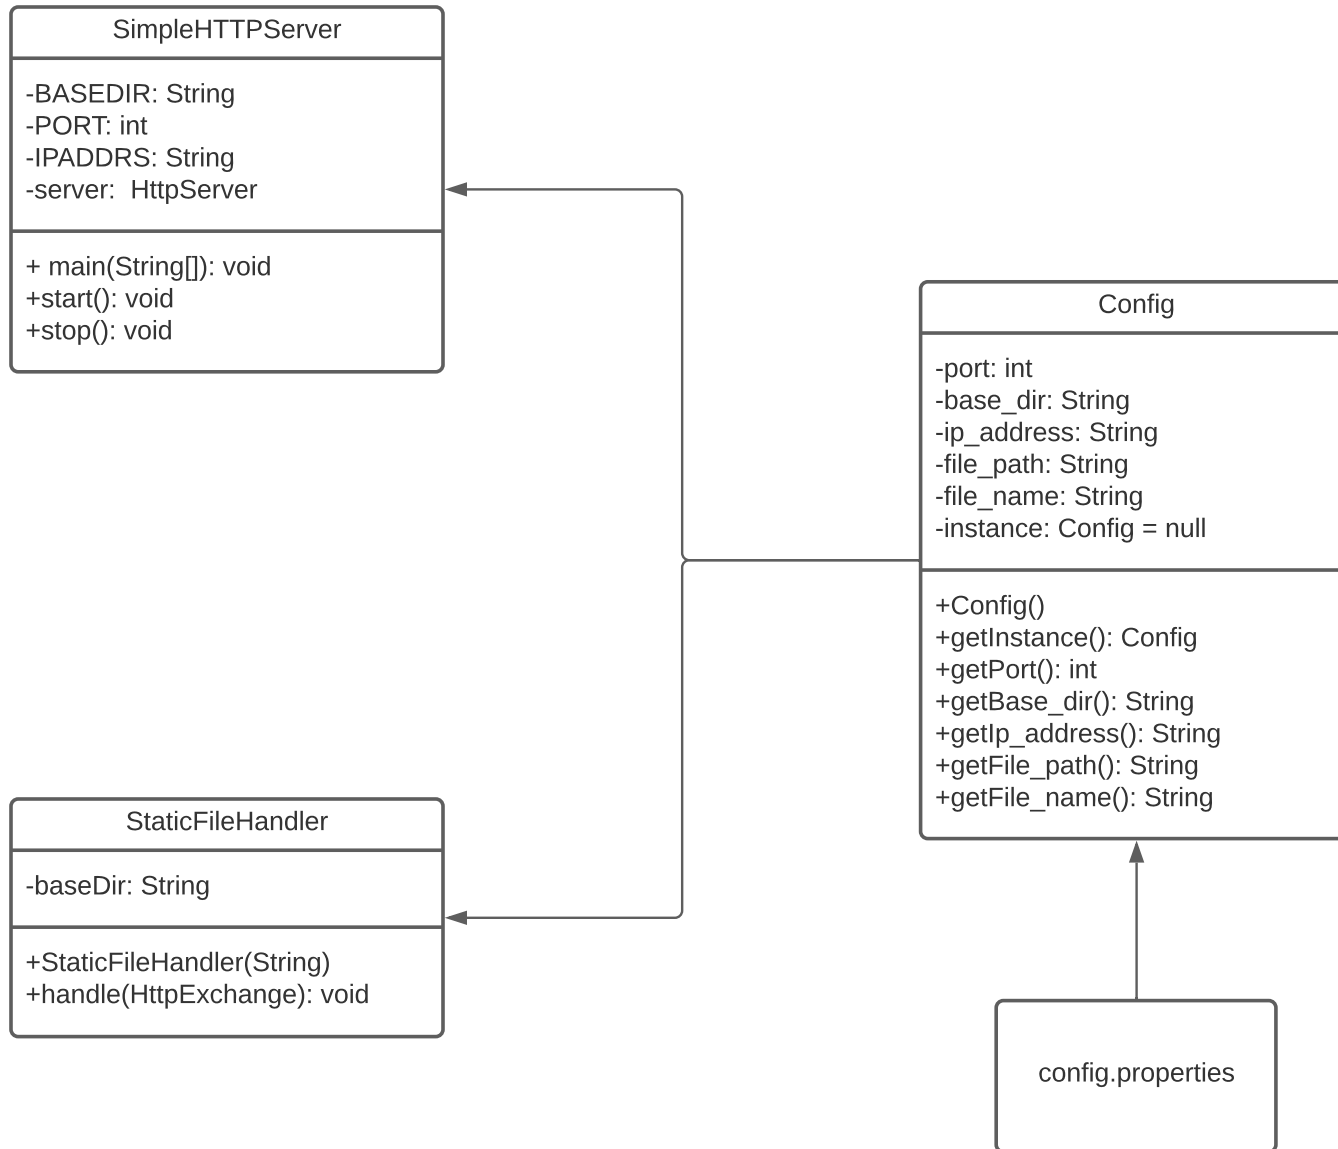 SimpleHTTPServer
-BASEDIR: String
-PORT: int
-IPADDRS: String
-server:  HttpServer
+ main(String[]): void
+start(): void
+stop(): void
Config
-port: int
-base_dir: String
-ip_address: String
-file_path: String
-file_name: String
-instance: Config = null
+Config()
+getInstance(): Config
+getPort(): int
+getBase_dir(): String
+getIp_address(): String
+getFile_path(): String
+getFile_name(): String
StaticFileHandler
-baseDir: String
+StaticFileHandler(String)
+handle(HttpExchange): void
config.properties